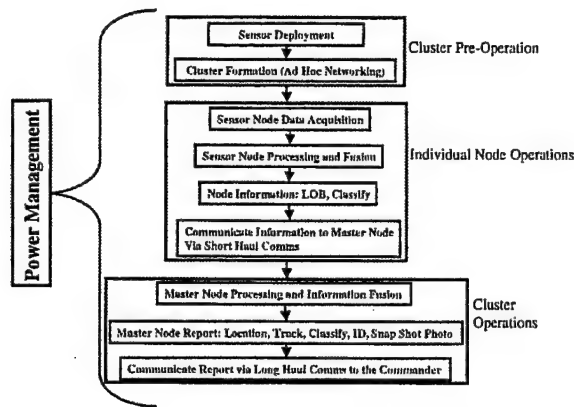 Sensor Deployment
Cluster Pre-Operation
Cluster Formation (Ad Hoc Networking)
Power Management
Sensor Node Data Acquisition
Sensor Node Processing and Fusion
Individual Node Operations
Node Information: LOB, Classify
Communicate Information to Master Node
Via Short Haul Comms
Master Node Processing and Information Fusion
Cluster
Operations
Master Node Report: Location, Track, Classify, ID, Snap Shot Photo
Communicate Report via Long Haul Comms to the Commander